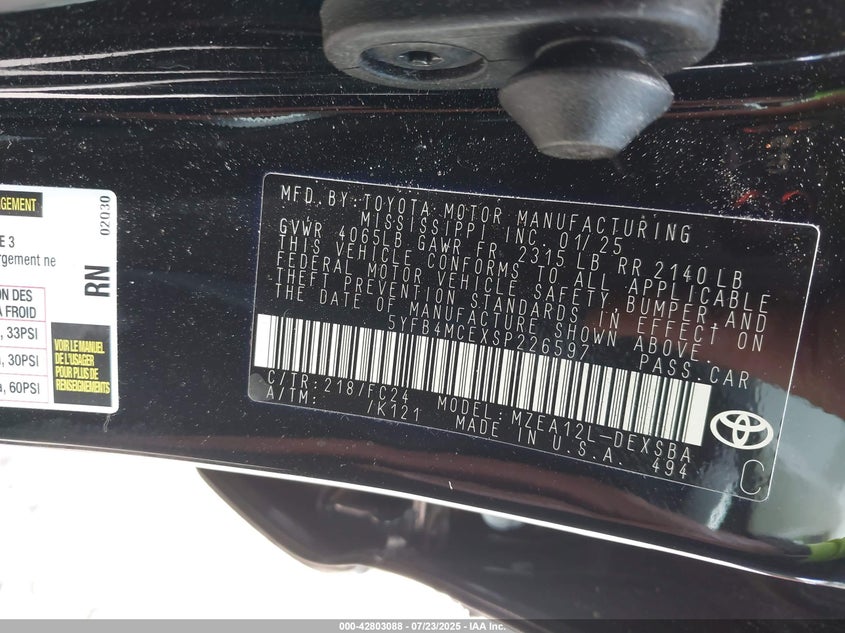 GEMENT
E 3
rgement ne
ON DES
A FROID
, 33PSI
, 30PSI
a, 60PSI
VOIR LE
MANUEL DE
L'USAGER
POUR PLUS DE
RENSEIGNEMENTS
02Q30
RN
MFD. BY: TOYOTA MOTOR MANUFACTURING
MISSISSIPPI INC. 01/25
GVWR 4065LB GAWR FR 2315 LB RR 2140 LB
THIS VEHICLE CONFORMS TO ALL APPLICABLE
FEDERAL MOTOR VEHICLE SAFETY, BUMPER, AND
THEFT PREVENTION STANDARDS IN EFFECT ON
THE DATE OF MANUFACTURE SHOWN ABOVE.
5YFB4MCEXSP226597 PASS.CAR
C/TR:218/FC24 MODEL:MZEA12L-DEXSBA
A/TM: /K121 MADE IN U.S.A. 494
C
000-42803088 - 07/23/2025 - IAA Inc.